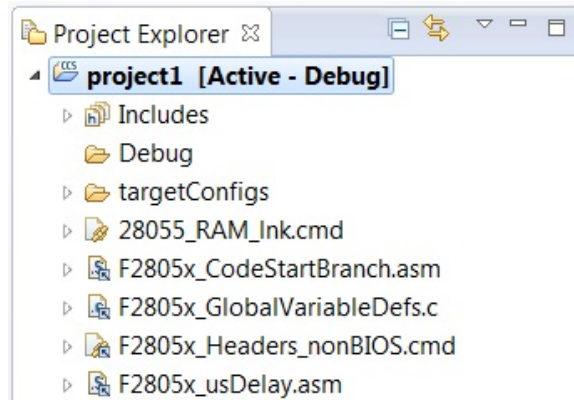 Project Explorer
project1 [Active - Debug]
Includes
Debug
targetConfigs
28055_RAM_lnk.cmd
F2805x_CodeStartBranch.asm
F2805x_GlobalVariableDefs.c
F2805x_Headers_nonBIOS.cmd
F2805x_usDelay.asm